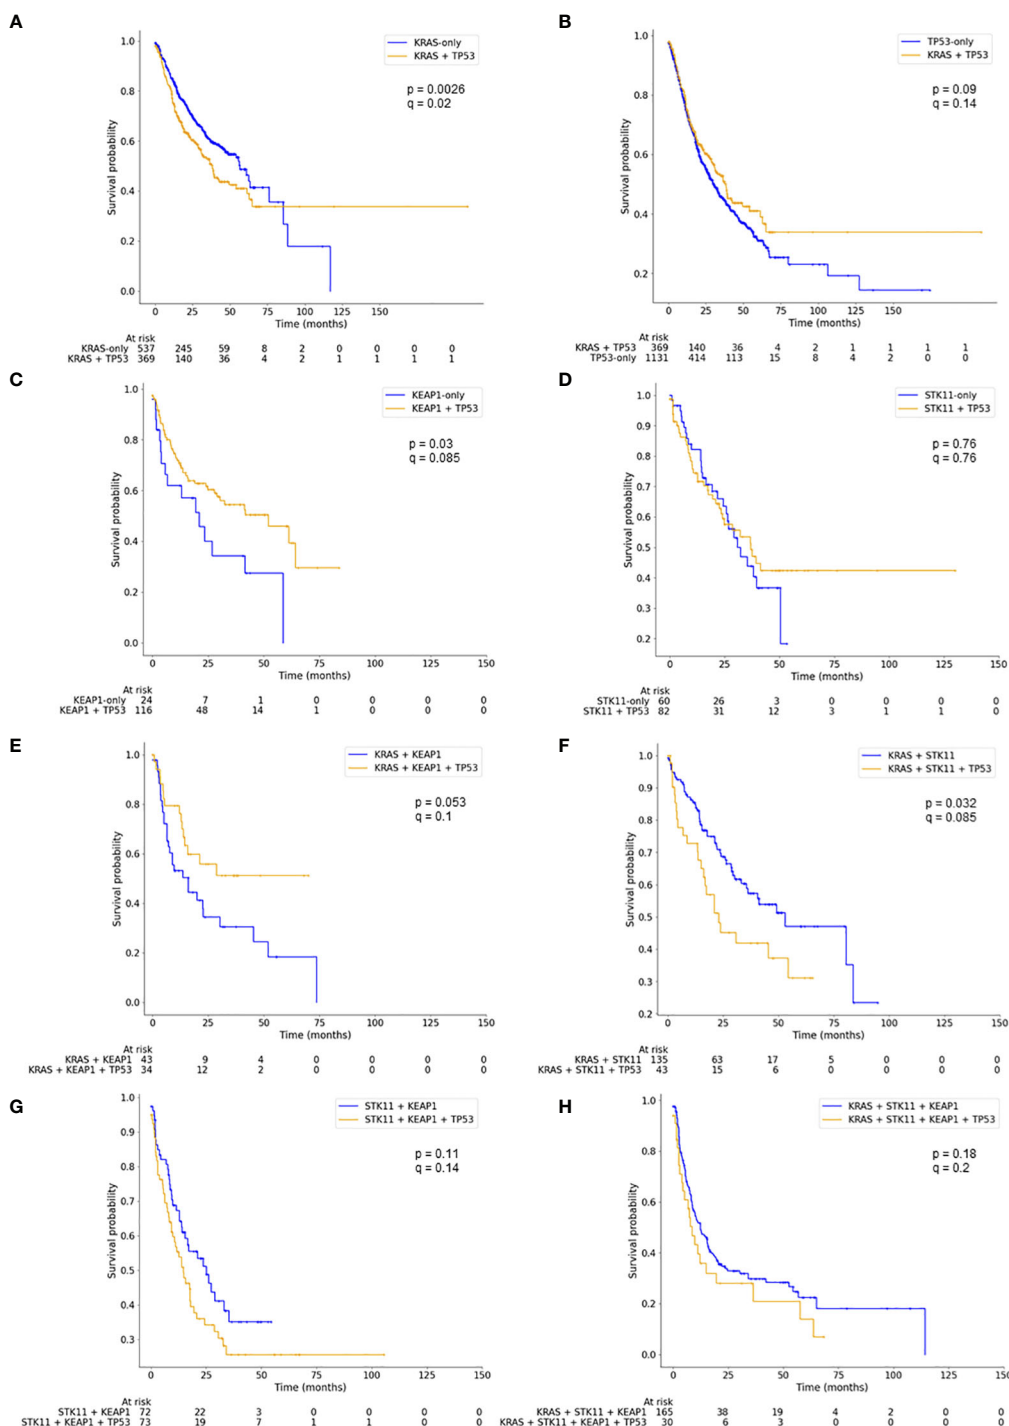 A
KRAS-only
KRAS + TP53
p = 0.0026
q = 0.02
Survival probability
1.0
0.8
0.6
0.4
0.2
0.0
0 25 50 75 100 125 150
Time (months)
At risk
KRAS-only 537 245 59 8 2 0 0 0 0
KRAS + TP53 369 140 36 4 2 1 1 1 1
B
TP53-only
KRAS + TP53
p = 0.09
q = 0.14
Survival probability
1.0
0.8
0.6
0.4
0.2
0 25 50 75 100 125 150
Time (months)
At risk
KRAS + TP53 369 140 36 4 2 1 1 1 1
TP53-only 1131 414 113 15 8 4 2 0 0
C
KEAP1-only
KEAP1 + TP53
p = 0.03
q = 0.085
Survival probability
1.0
0.8
0.6
0.4
0.2
0.0
0 25 50 75 100 125 150
Time (months)
At risk
KEAP1-only 24 7 1 0 0 0 0
KEAP1 + TP53 116 48 14 1 0 0 0
D
STK11-only
STK11 + TP53
p = 0.76
q = 0.76
Survival probability
1.0
0.9
0.8
0.7
0.6
0.5
0.4
0.3
0.2
0 25 50 75 100 125 150
Time (months)
At risk
STK11-only 60 26 3 0 0 0 0
STK11 + TP53 82 31 12 3 1 1 0
E
KRAS + KEAP1
KRAS + KEAP1 + TP53
p = 0.053
q = 0.1
Survival probability
1.0
0.8
0.6
0.4
0.2
0.0
0 25 50 75 100 125 150
Time (months)
At risk
KRAS + KEAP1 43 9 4 0 0 0 0
KRAS + KEAP1 + TP53 34 12 2 0 0 0 0
F
KRAS + STK11
KRAS + STK11 + TP53
p = 0.032
q = 0.085
Survival probability
1.0
0.9
0.8
0.7
0.6
0.5
0.4
0.3
0.2
0 25 50 75 100 125 150
Time (months)
At risk
KRAS + STK11 135 63 17 5 0 0 0
KRAS + STK11 + TP53 43 15 6 0 0 0 0
G
STK11 + KEAP1
STK11 + KEAP1 + TP53
p = 0.11
q = 0.14
Survival probability
1.0
0.9
0.8
0.7
0.6
0.5
0.4
0.3
0 25 50 75 100 125 150
Time (months)
At risk
STK11 + KEAP1 72 22 3 0 0 0 0
STK11 + KEAP1 + TP53 73 19 7 1 1 0 0
H
KRAS + STK11 + KEAP1
KRAS + STK11 + KEAP1 + TP53
p = 0.18
q = 0.2
Survival probability
1.0
0.8
0.6
0.4
0.2
0.0
0 25 50 75 100 125 150
Time (months)
At risk
KRAS + STK11 + KEAP1 165 38 19 4 2 0 0
KRAS + STK11 + KEAP1 + TP53 30 6 3 0 0 0 0